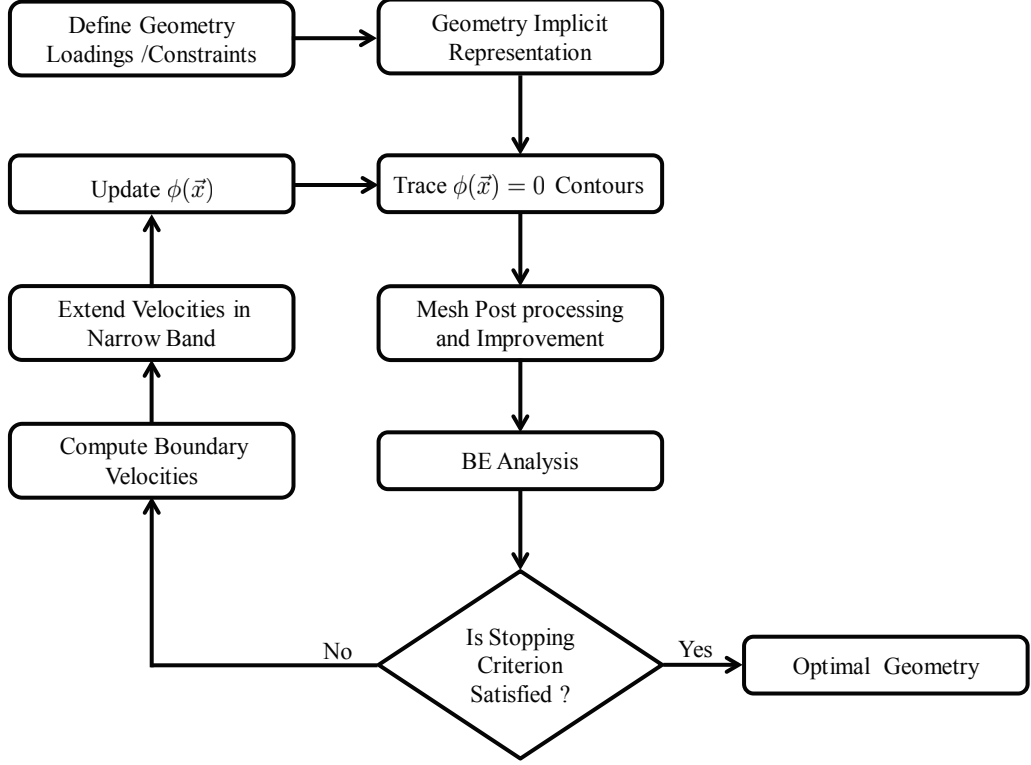 Define Geometry
Loadings /Constraints
Geometry Implicit
Representation
Update ϕ(x⃗)
Trace ϕ(x⃗) = 0 Contours
Extend Velocities in
Narrow Band
Mesh Post processing
and Improvement
Compute Boundary
Velocities
BE Analysis
No
Is Stopping
Criterion
Satisfied ?
Yes
Optimal Geometry